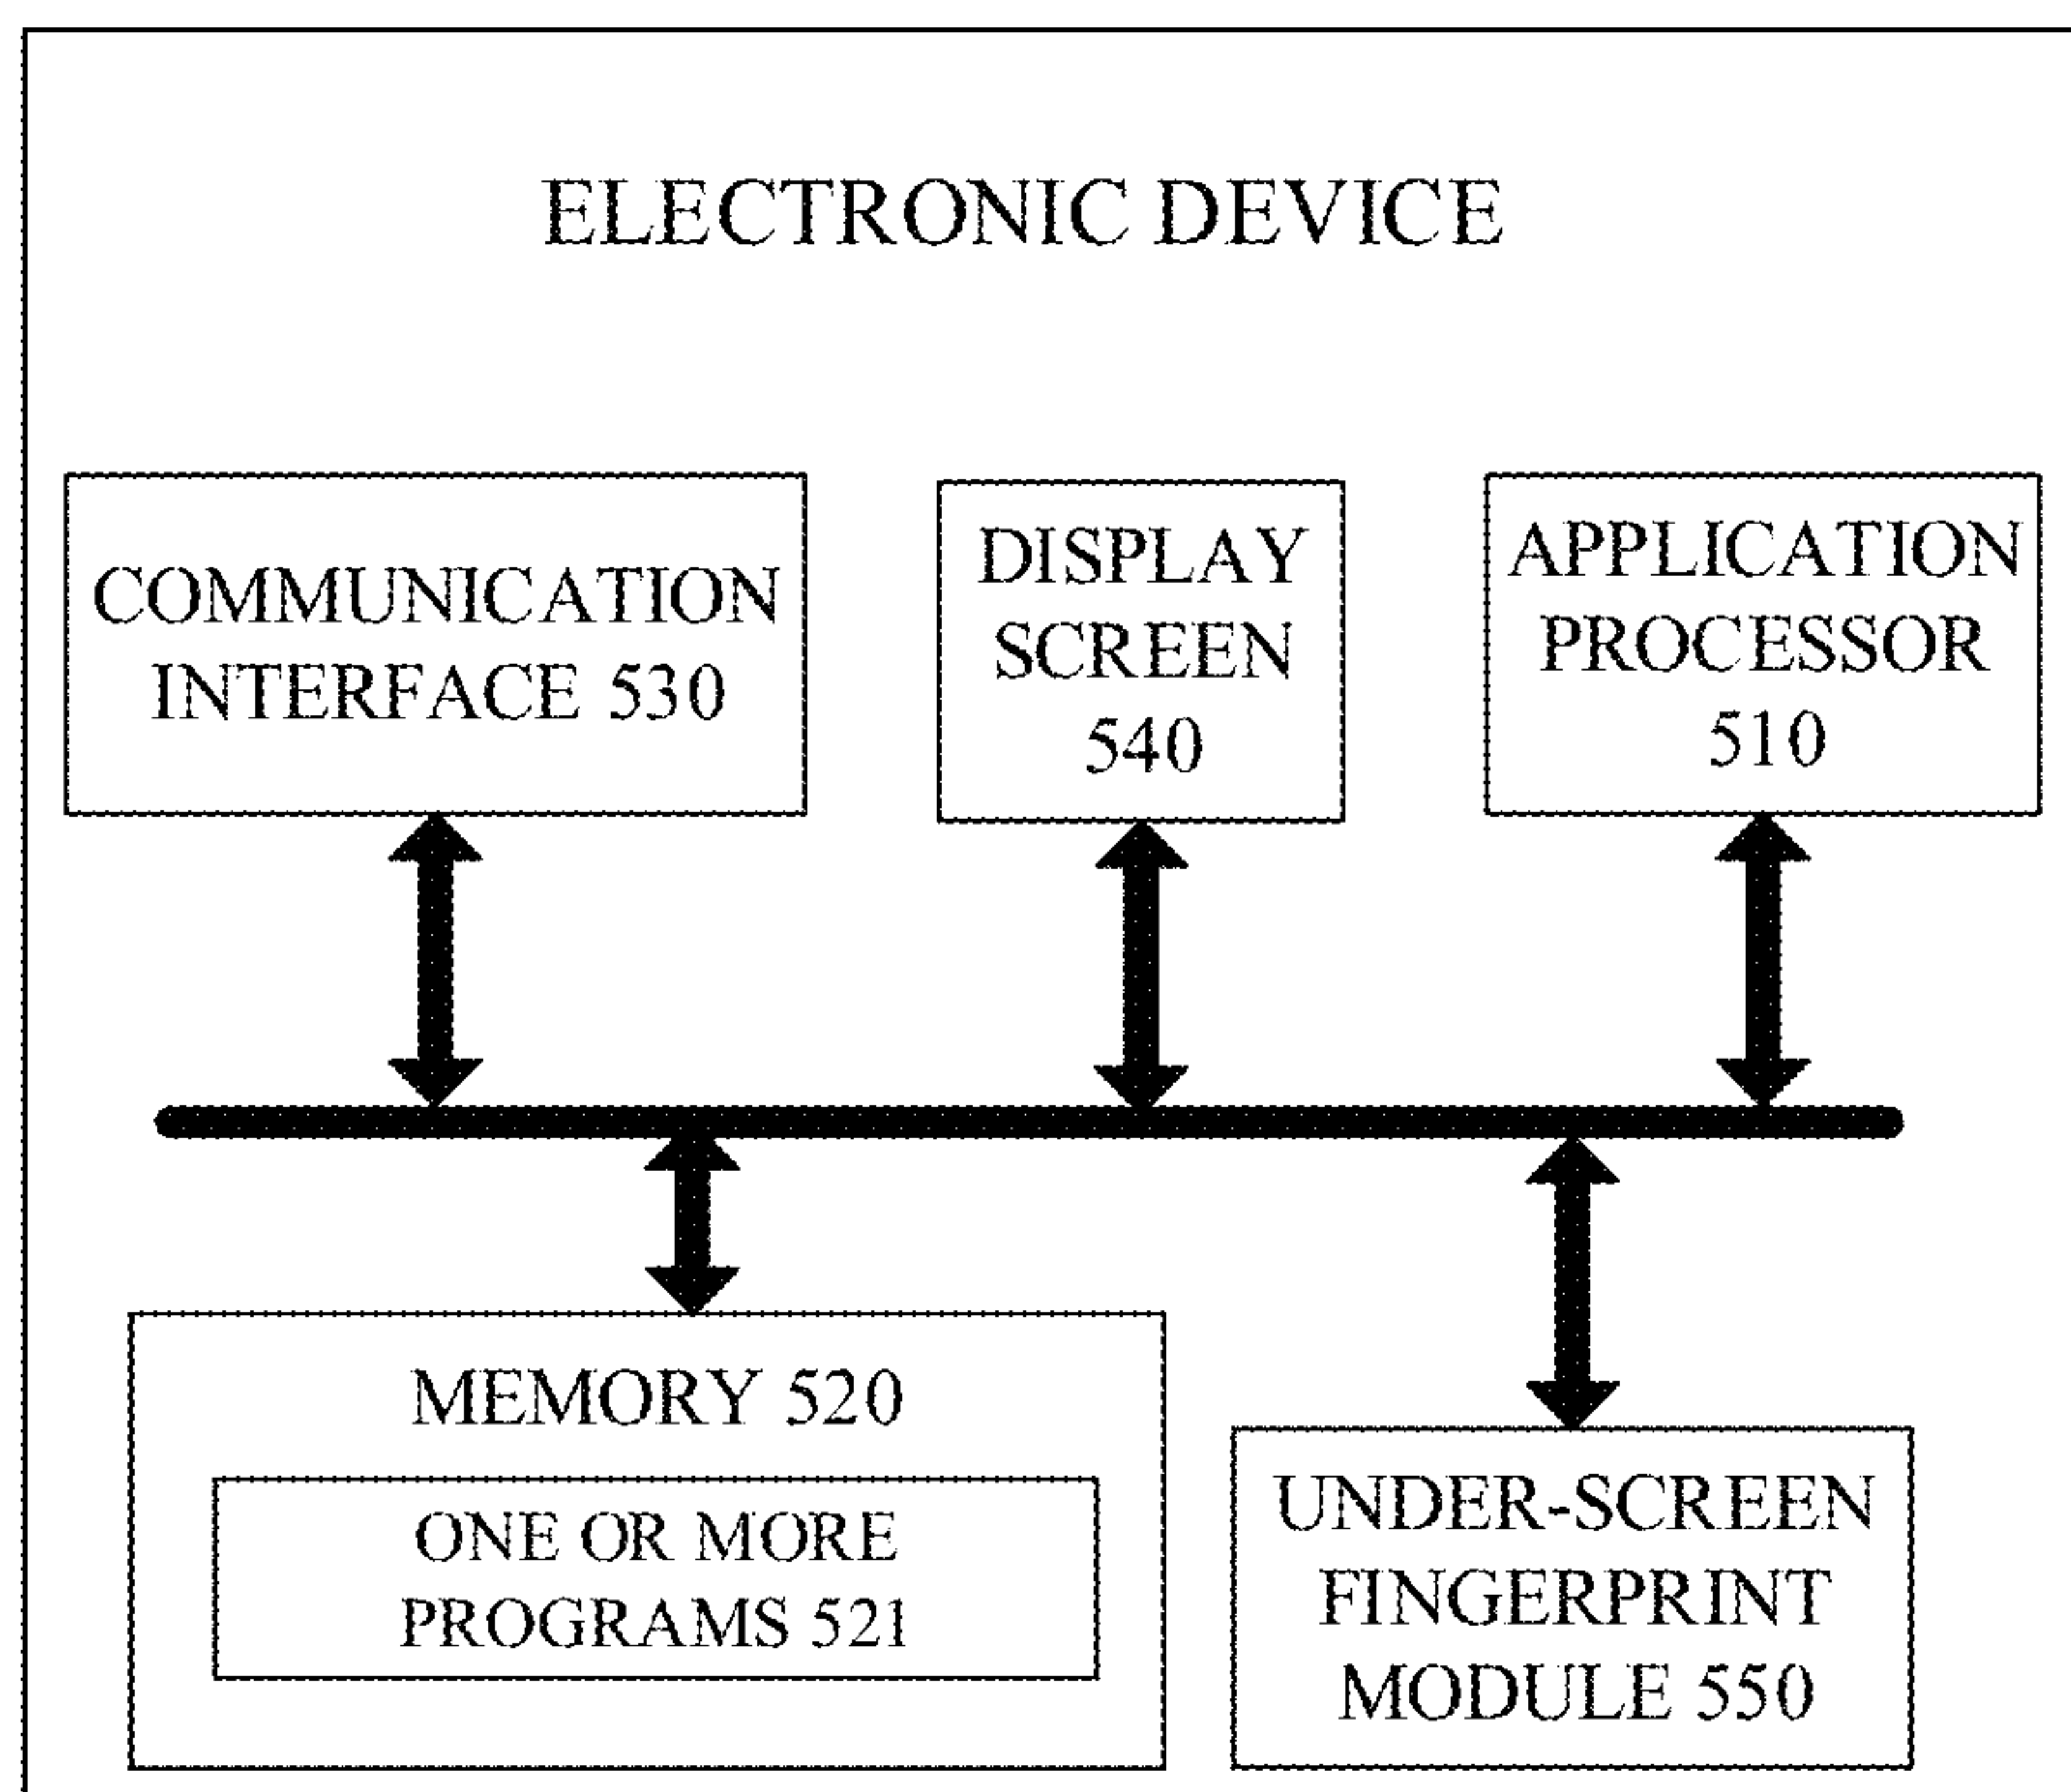 ELECTRONIC DEVICE
COMMUNICATION
INTERFACE 530
DISPLAY
SCREEN
540
APPLICATION
PROCESSOR
510
MEMORY 520
ONE OR MORE
PROGRAMS 521
UNDER-SCREEN
FINGERPRINT
MODULE 550